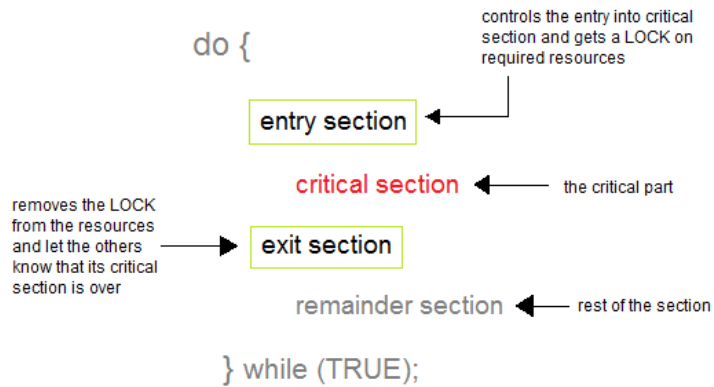 controls the entry into critical
section and gets a LOCK on
required resources
do {
entry section
critical section
the critical part
removes the LOCK
from the resources
and let the others
know that its critical
section is over
exit section
remainder section
rest of the section
} while (TRUE);